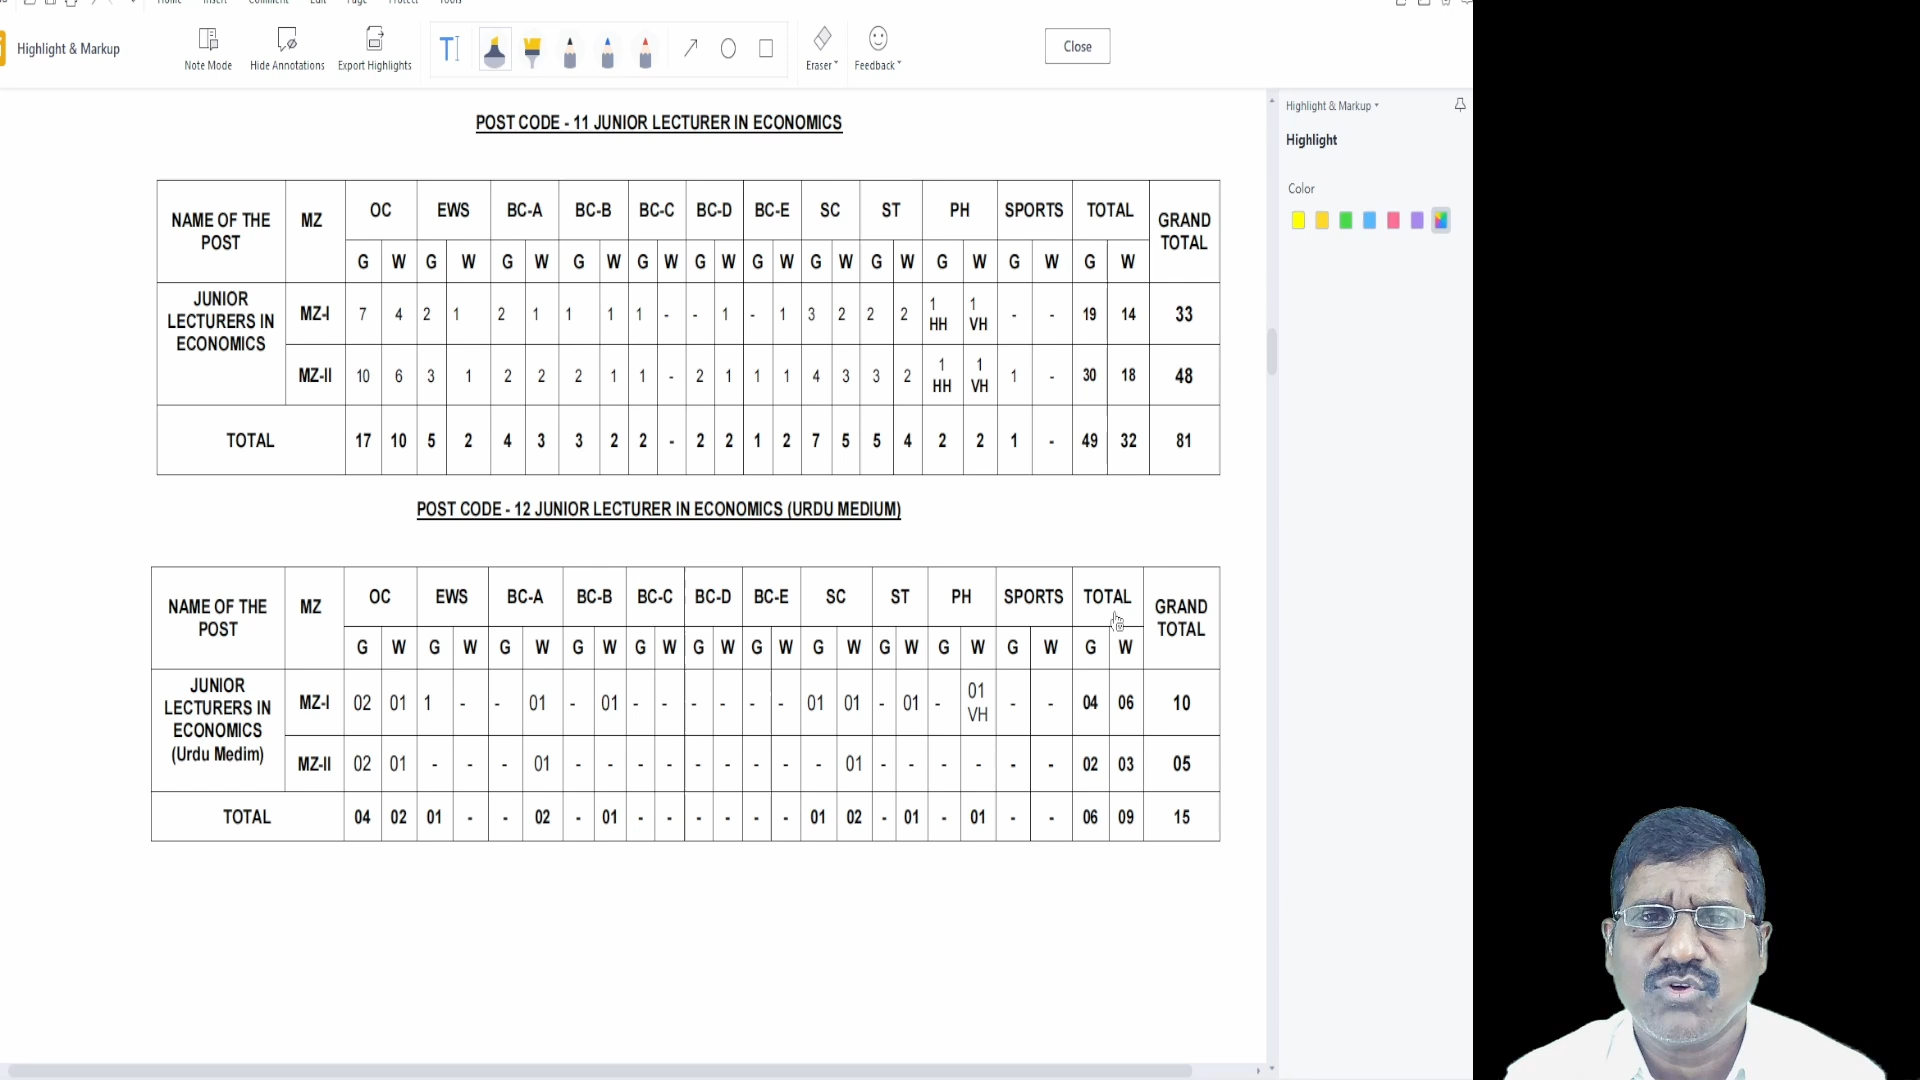 Home Insert Comment Edit Page Protect Tools
Highlight & Markup
Note Mode Hide Annotations Export Highlights Eraser Feedback Close
Highlight & Markup
Highlight
Color
POST CODE - 11 JUNIOR LECTURER IN ECONOMICS
NAME OF THE POST MZ OC EWS BC-A BC-B BC-C BC-D BC-E SC ST PH SPORTS TOTAL GRAND TOTAL
G W G W G W G W G W G W G W G W G W G W G W G W
JUNIOR LECTURERS IN ECONOMICS MZ-I 7 4 2 1 2 1 1 1 1 - - 1 - 1 3 2 2 2 1 HH 1 VH - - 19 14 33
MZ-II 10 6 3 1 2 2 2 1 1 - 2 1 1 1 4 3 3 2 1 HH 1 VH 1 - 30 18 48
TOTAL 17 10 5 2 4 3 3 2 2 - 2 2 1 2 7 5 5 4 2 2 1 - 49 32 81
POST CODE - 12 JUNIOR LECTURER IN ECONOMICS (URDU MEDIUM)
NAME OF THE POST MZ OC EWS BC-A BC-B BC-C BC-D BC-E SC ST PH SPORTS TOTAL GRAND TOTAL
G W G W G W G W G W G W G W G W G W G W G W G W
JUNIOR LECTURERS IN ECONOMICS (Urdu Medim) MZ-I 02 01 1 - - 01 - 01 - - - - - - 01 01 - 01 - 01 VH - - 04 06 10
MZ-II 02 01 - - - 01 - - - - - - - - - 01 - - - - - - 02 03 05
TOTAL 04 02 01 - - 02 - 01 - - - - - - 01 02 - 01 - 01 - - 06 09 15